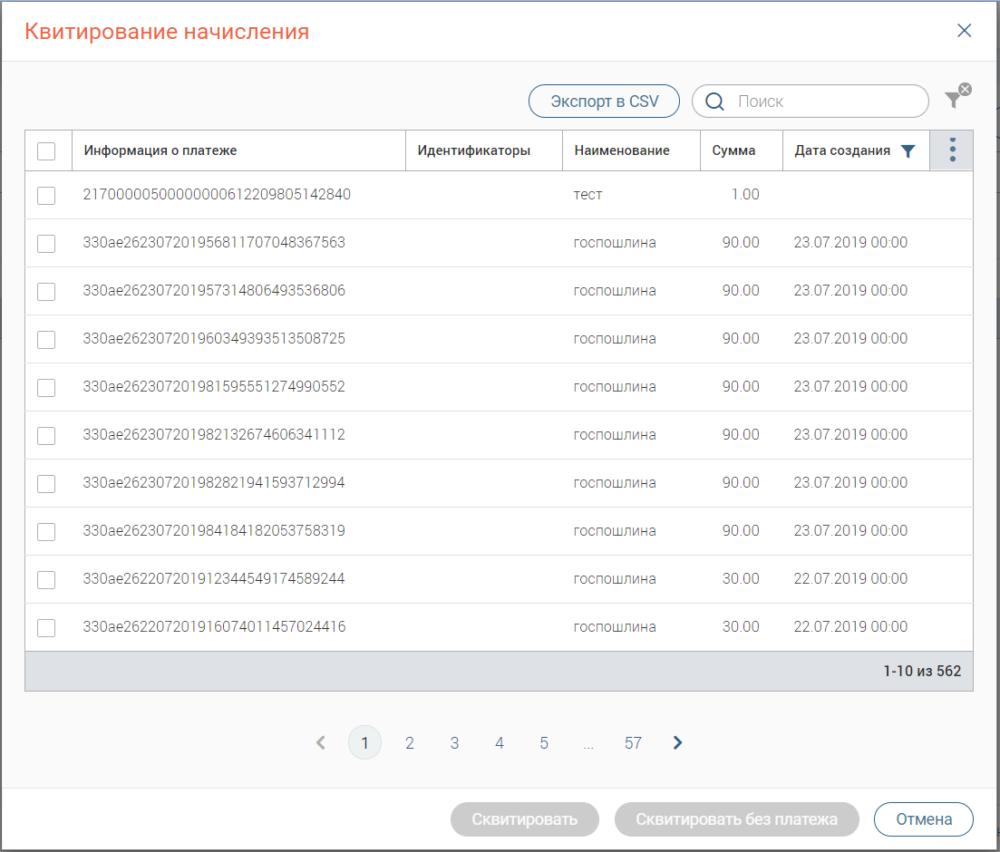 Квитирование начисления
Экспорт в CSV Поиск
Информация о платеже Идентификаторы Наименование Сумма Дата создания
21700000500000000612209805142840 тест 1.00
330ae26230720195681170704836​7563 госпошлина 90.00 23.07.2019 00:00
330ae262307201957314806493536806 госпошлина 90.00 23.07.2019 00:00
330ae262307201960349393513508725 госпошлина 90.00 23.07.2019 00:00
330ae262307201981595551274990552 госпошлина 90.00 23.07.2019 00:00
330ae262307201982132674606341112 госпошлина 90.00 23.07.2019 00:00
330ae262307201982821941593712994 госпошлина 90.00 23.07.2019 00:00
330ae262307201984184182053758319 госпошлина 90.00 23.07.2019 00:00
330ae262207201912344549174589244 госпошлина 30.00 22.07.2019 00:00
330ae262207201916074011457024416 госпошлина 30.00 22.07.2019 00:00
1-10 из 562
1 2 3 4 5 ... 57
Сквитировать Сквитировать без платежа Отмена